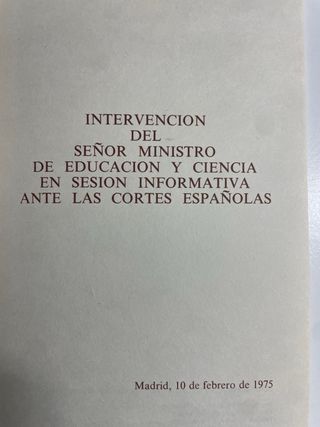 INTERVENCION
DEL
SEÑOR MINISTRO
DE EDUCACION Y CIENCIA
EN SESION INFORMATIVA
ANTE LAS CORTES ESPAÑOLAS
Madrid, 10 de febrero de 1975